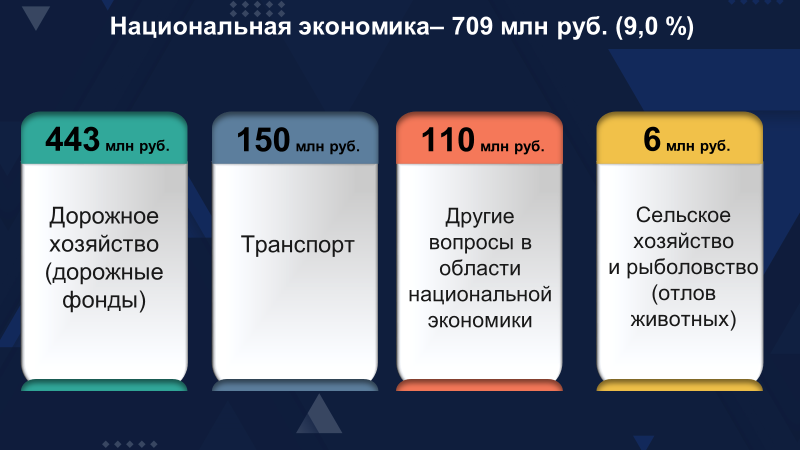 Национальная экономика– 709 млн руб. (9,0 %)
443 млн руб.
Дорожное
хозяйство
(дорожные
фонды)
150 млн руб.
Транспорт
110 млн руб.
Другие
вопросы в
области
национальной
экономики
6 млн руб.
Сельское
хозяйство
и рыболовство
(отлов
животных)